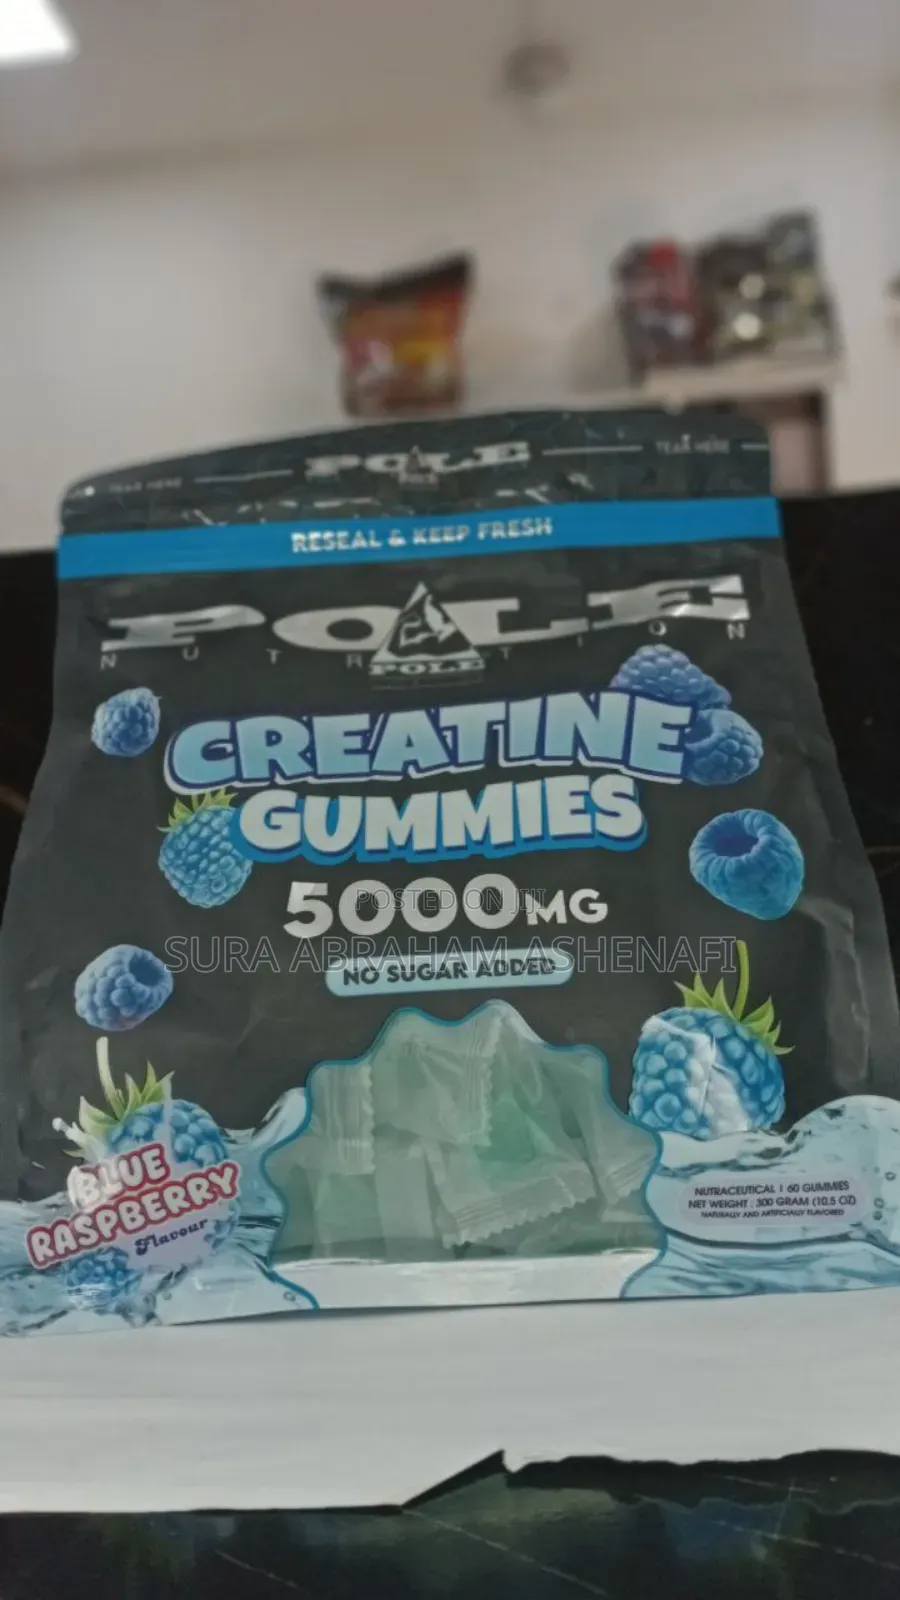 TEAR HERE
POLE
TEAR HERE
RESEAL & KEEP FRESH
POLE
POLE
NUTRITION
CREATINE
GUMMIES
5000MG
POSTED ON JIJI
SURA ABRAHAM ASHENAFI
NO SUGAR ADDED
BLUE
RASPBERRY
Flavour
NUTRACEUTICAL | 60 GUMMIES
NET WEIGHT : 300 GRAM (10.5 OZ)
NATURALLY AND ARTIFICIALLY FLAVORED